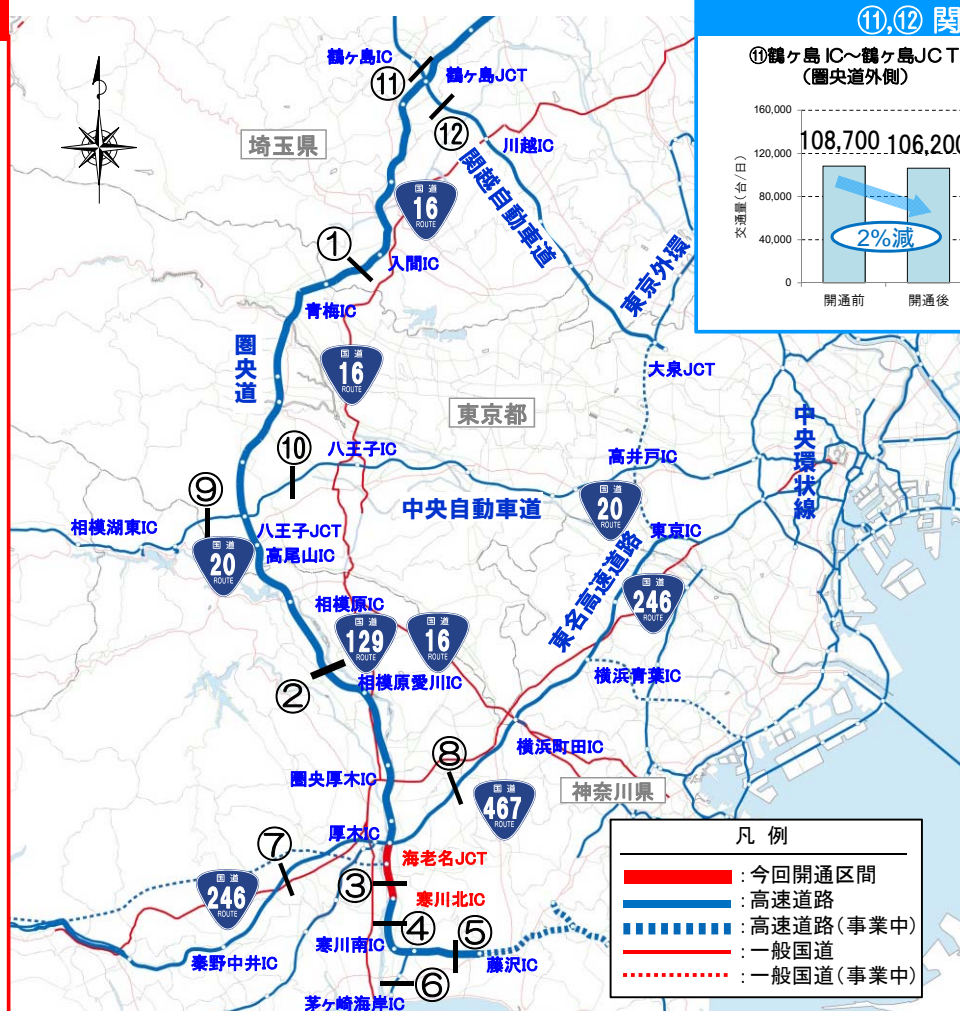 ⑪,⑫ 関
⑪鶴ヶ島IC～鶴ヶ島JCT
(圏央道外側)
160,000
120,000
80,000
40,000
0
交通量(台/日)
108,700
106,200
2%減
開通前
開通後
鶴ヶ島IC
⑪
鶴ヶ島JCT
⑫
埼玉県
川越IC
関越自動車道
国道
16
ROUTE
①
入間IC
東京外環
青梅IC
圏央道
国道
16
ROUTE
大泉JCT
東京都
中央環状線
⑩
八王子IC
高井戸IC
⑨
中央自動車道
国道
20
ROUTE
相模湖東IC
八王子JCT
東京IC
国道
20
ROUTE
高尾山IC
東名高速道路
国道
246
ROUTE
相模原IC
国道
129
ROUTE
国道
16
ROUTE
②
相模原愛川IC
横浜青葉IC
横浜町田IC
⑧
圏央厚木IC
国道
467
ROUTE
神奈川県
厚木IC
⑦
海老名JCT
国道
246
ROUTE
③
寒川北IC
④
⑤
寒川南IC
藤沢IC
秦野中井IC
⑥
茅ヶ崎海岸IC
凡例
:今回開通区間
:高速道路
:高速道路(事業中)
:一般国道
:一般国道(事業中)